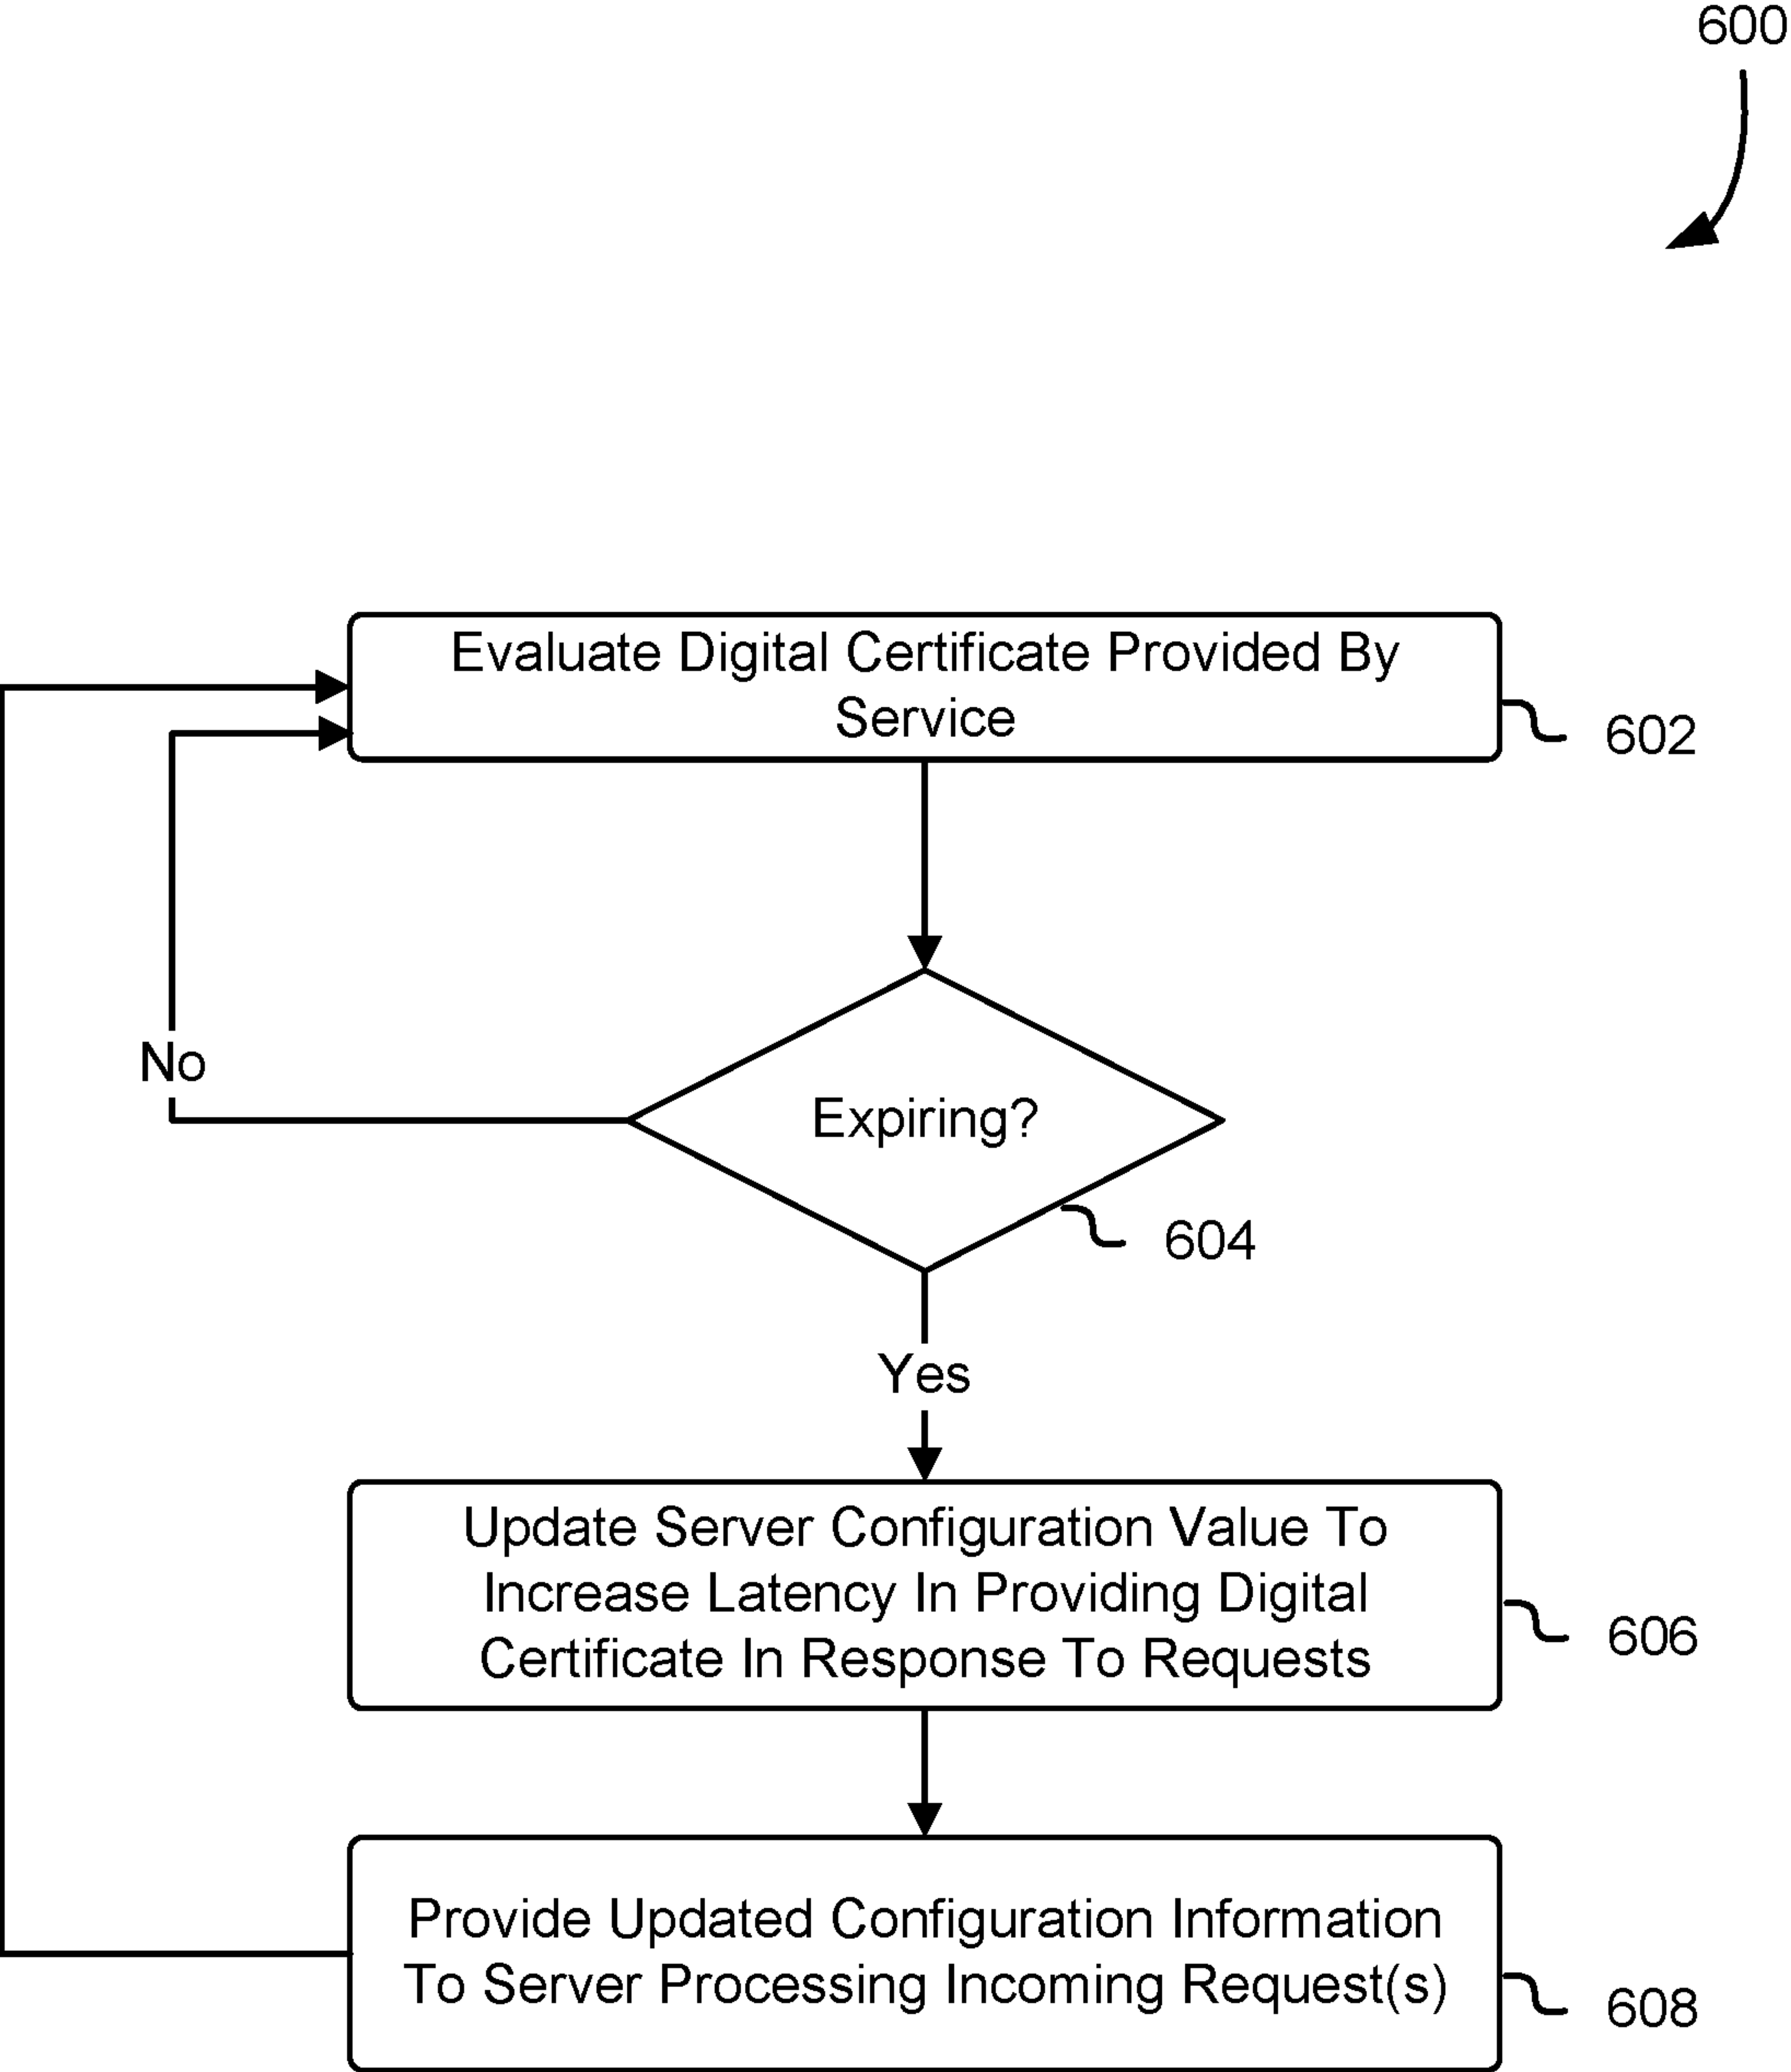 600
Evaluate Digital Certificate Provided By
Service
602
No
Expiring?
604
Yes
Update Server Configuration Value To
Increase Latency In Providing Digital
Certificate In Response To Requests
606
Provide Updated Configuration Information
To Server Processing Incoming Request(s)
608